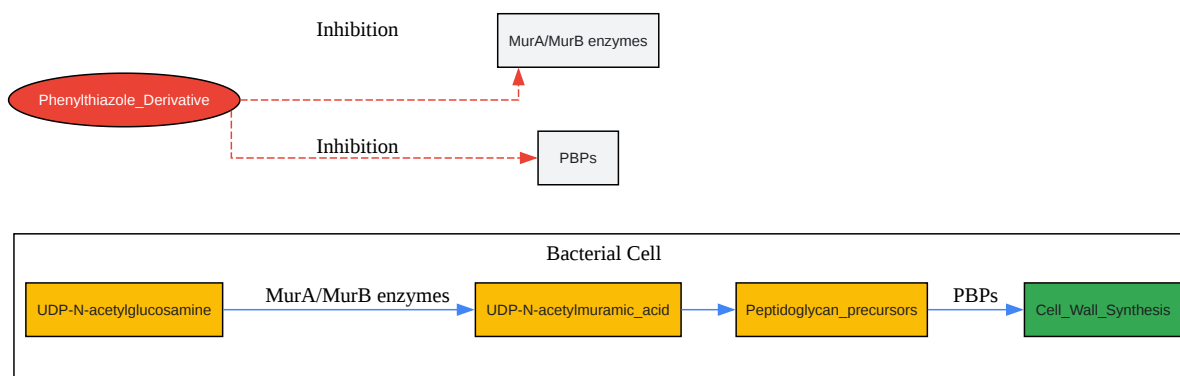 Inhibition
MurA/MurB enzymes
Phenylthiazole_Derivative
Inhibition
PBPs
Bacterial Cell
UDP-N-acetylglucosamine
MurA/MurB enzymes
UDP-N-acetylmuramic_acid
Peptidoglycan_precursors
PBPs
Cell_Wall_Synthesis